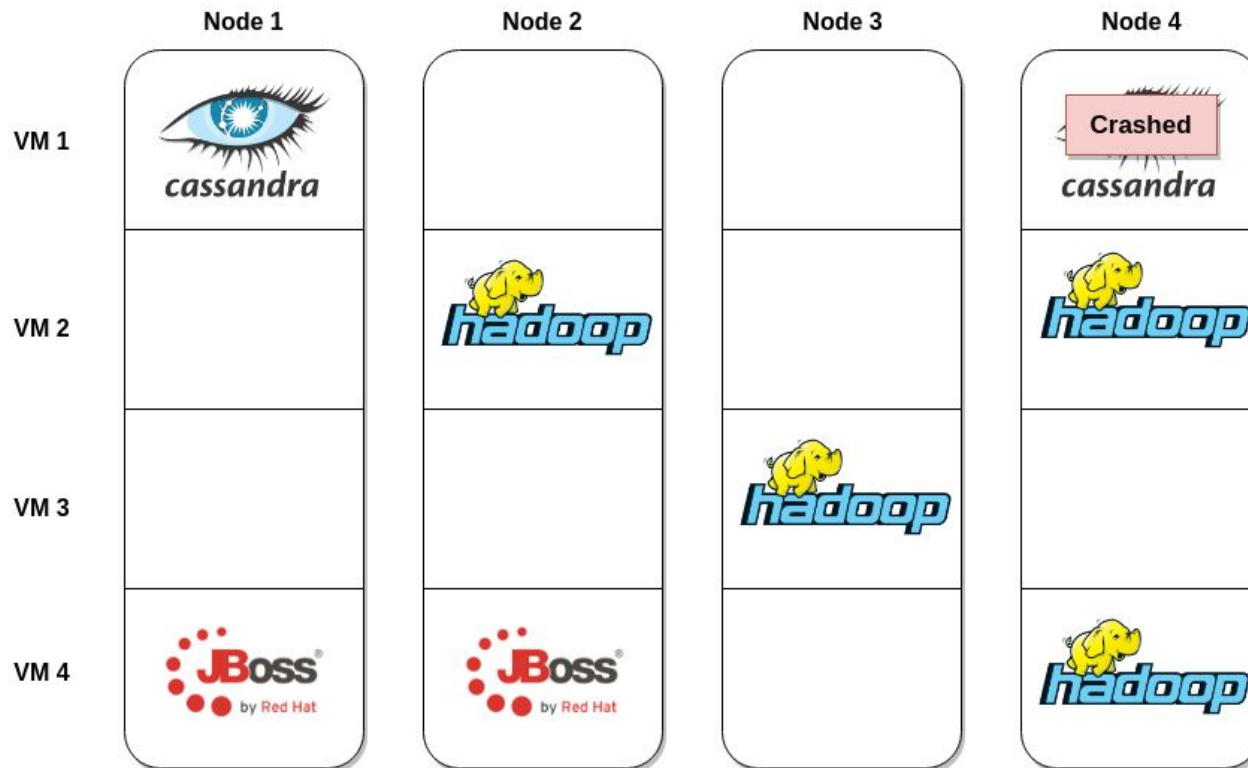 Node 1 Node 2 Node 3 Node 4
VM 1
cassandra
Crashed
cassandra
VM 2
hadoop
hadoop
VM 3
hadoop
VM 4
JBoss®
by Red Hat
JBoss®
by Red Hat
hadoop